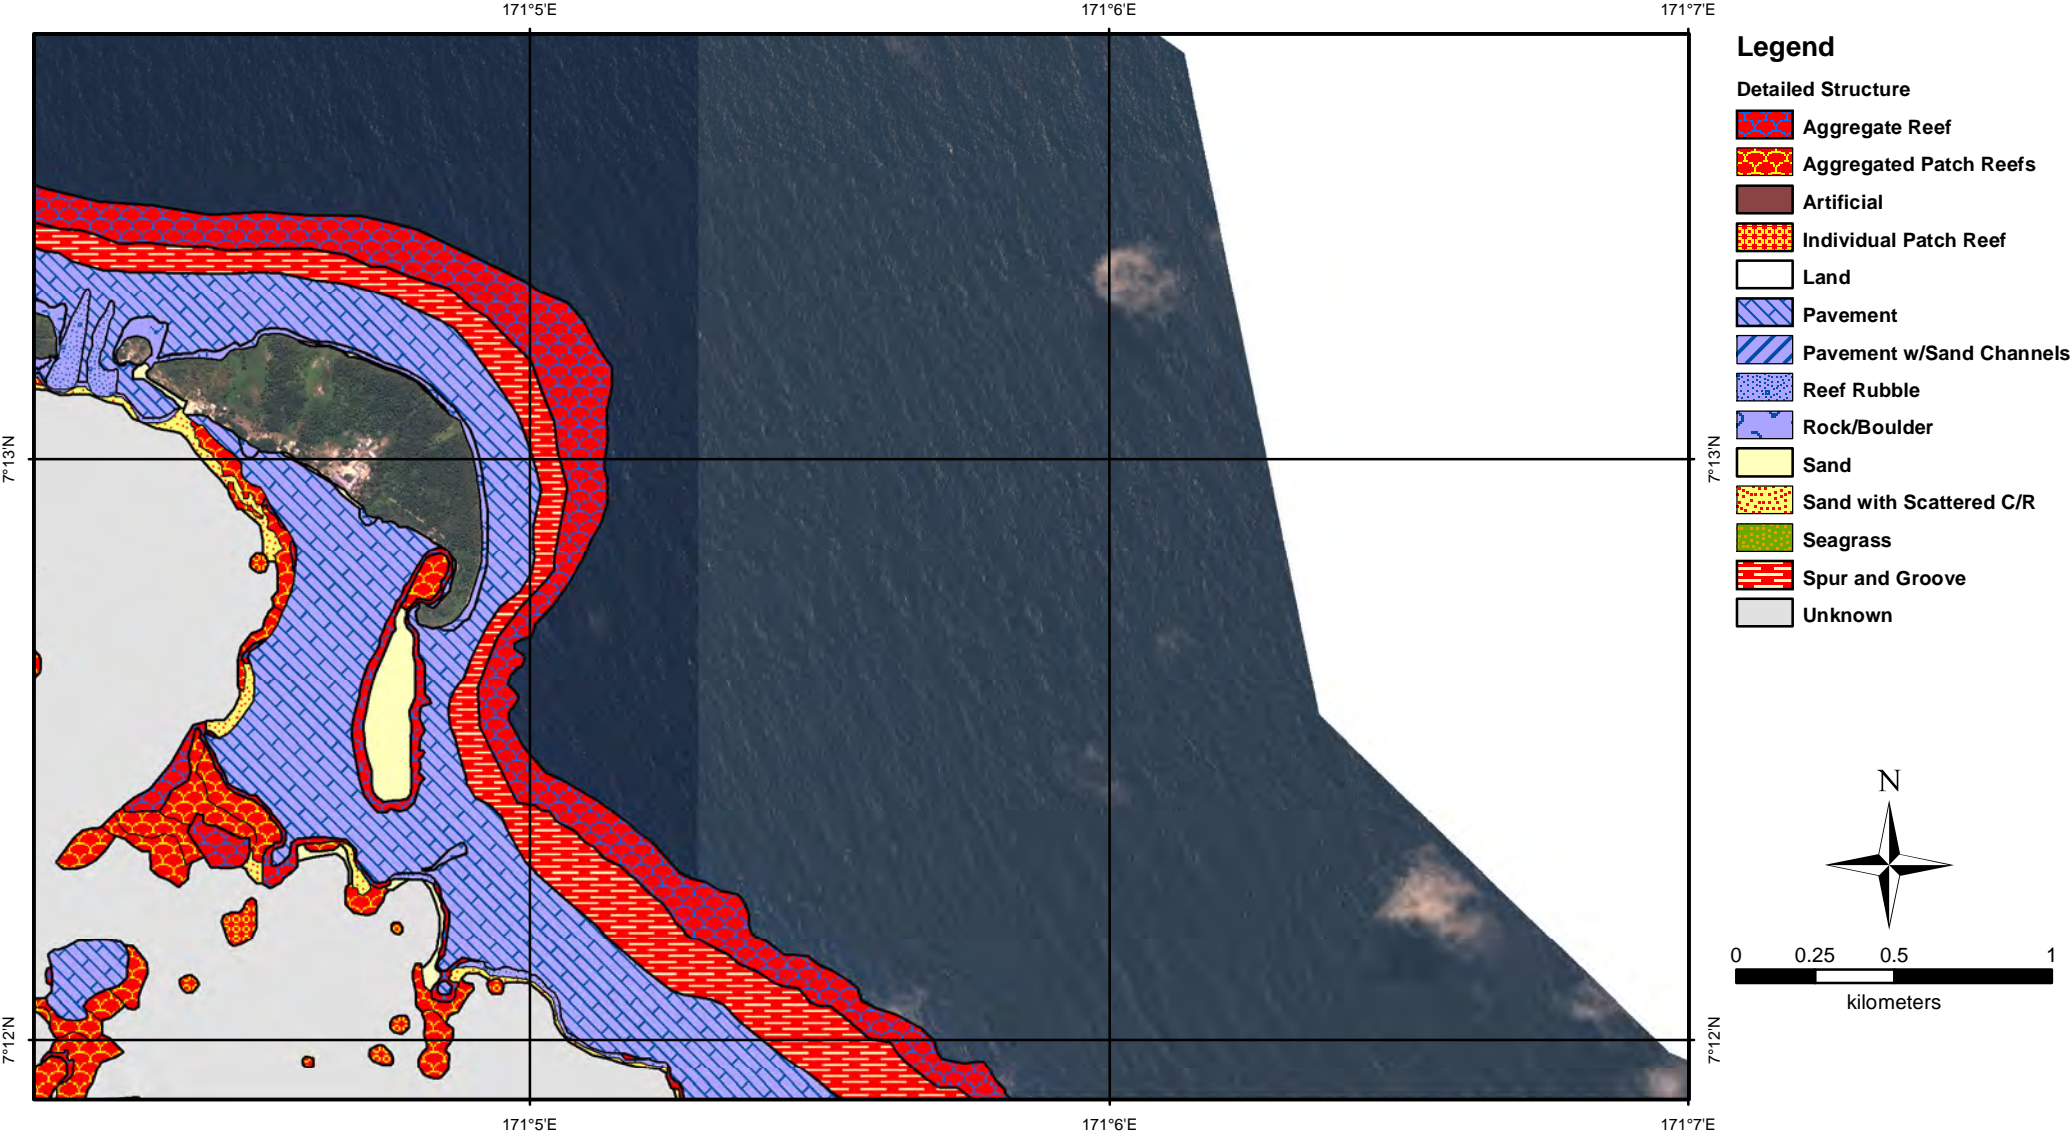 171°5'E
171°6'E
171°7'E
Legend
Detailed Structure
Aggregate Reef
Aggregated Patch Reefs
Artificial
Individual Patch Reef
Land
Pavement
Pavement w/Sand Channels
Reef Rubble
Rock/Boulder
Sand
Sand with Scattered C/R
Seagrass
Spur and Groove
Unknown
7°13'N
7°13'N
N
0 0.25 0.5 1
kilometers
7°12'N
7°12'N
171°5'E
171°6'E
171°7'E